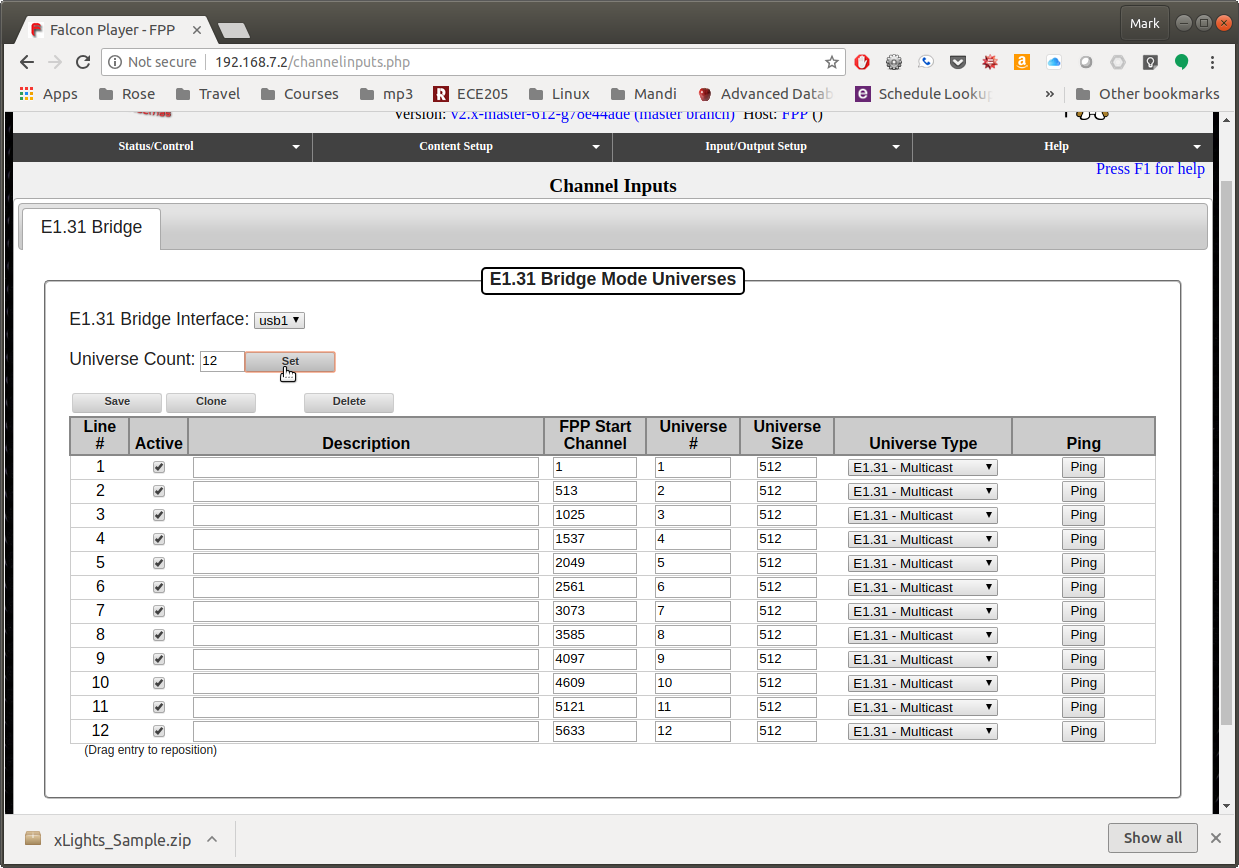 Falcon Player - FPP
Mark
Not secure 192.168.7.2/channelinputs.php
Apps Rose Travel Courses mp3 ECE205 Linux Mandi Advanced Datab Schedule Looku » Other bookmarks
Version: v2.x-master-612-g78e44ade (master branch) Host: FPP ()
Status/Control Content Setup Input/Output Setup Help
Press F1 for help
Channel Inputs
E1.31 Bridge
E1.31 Bridge Mode Universes
E1.31 Bridge Interface: usb1
Universe Count: 12 Set
Save Clone Delete
Line # Active Description FPP Start Channel Universe # Universe Size Universe Type Ping
1 1 1 512 E1.31 - Multicast Ping
2 513 2 512 E1.31 - Multicast Ping
3 1025 3 512 E1.31 - Multicast Ping
4 1537 4 512 E1.31 - Multicast Ping
5 2049 5 512 E1.31 - Multicast Ping
6 2561 6 512 E1.31 - Multicast Ping
7 3073 7 512 E1.31 - Multicast Ping
8 3585 8 512 E1.31 - Multicast Ping
9 4097 9 512 E1.31 - Multicast Ping
10 4609 10 512 E1.31 - Multicast Ping
11 5121 11 512 E1.31 - Multicast Ping
12 5633 12 512 E1.31 - Multicast Ping
(Drag entry to reposition)
xLights_Sample.zip
Show all